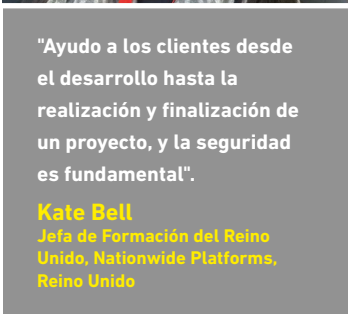 "Ayudo a los clientes desde
el desarrollo hasta la
realización y finalización de
un proyecto, y la seguridad
es fundamental".
Kate Bell
Jefa de Formación del Reino
Unido, Nationwide Platforms,
Reino Unido